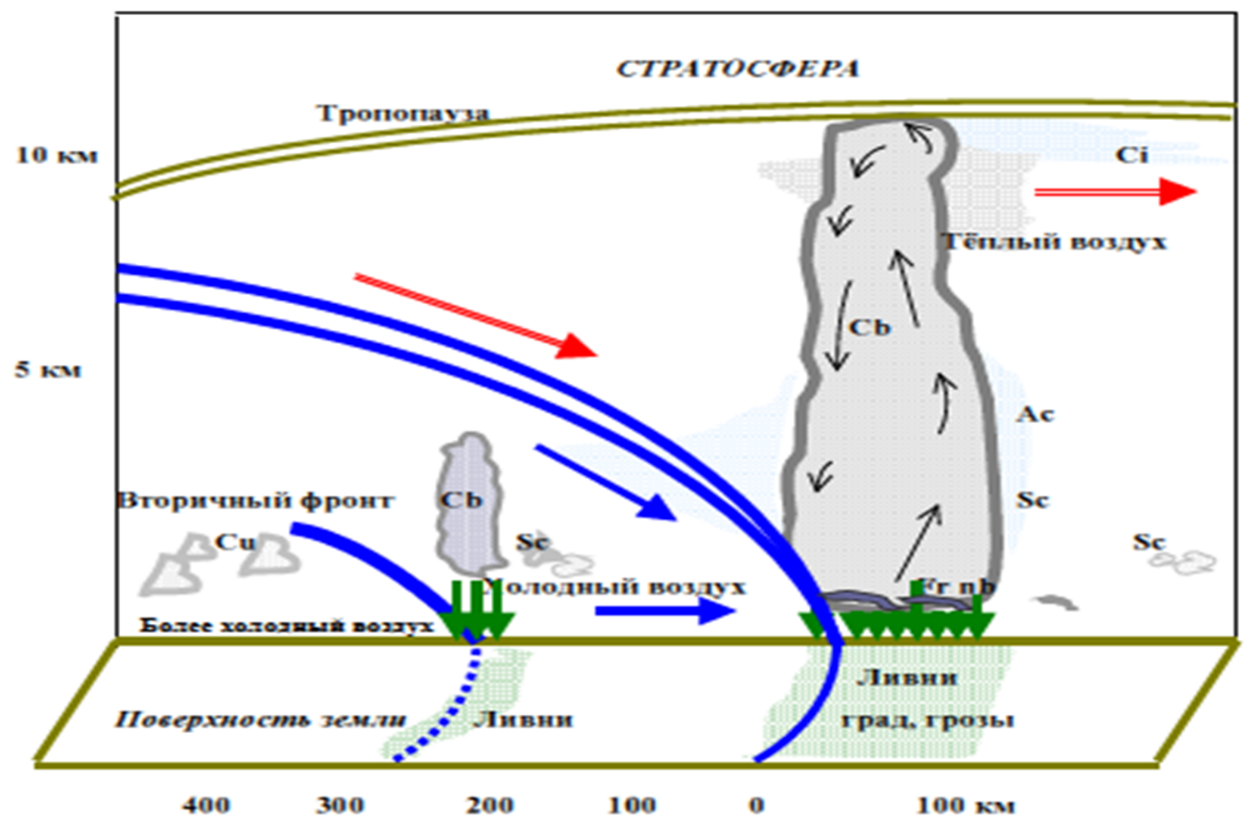 СТРАТОСФЕРА
Тропопауза
10 км
Ci
Тёплый воздух
Cb
5 км
Ac
Вторичный фронт
Cb
Sc
Cu
Sc
Sc
Холодный воздух
Fr nb
Более холодный воздух
Ливни
Поверхность земли
Ливни
град, грозы
400 300 200 100 0 100 км